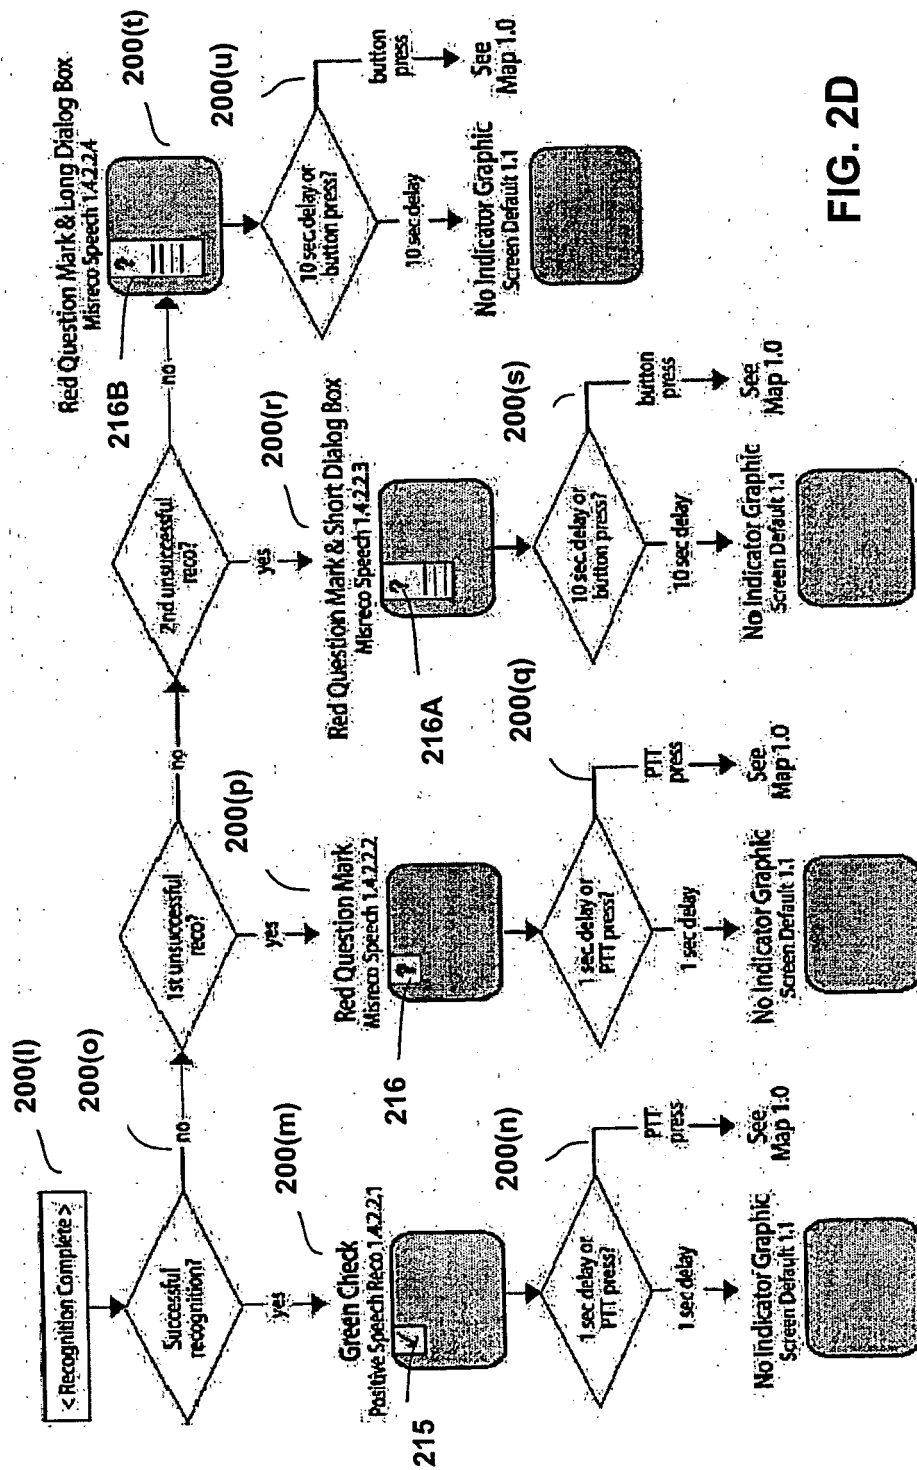 200(l)
< Recognition Complete >
200(o)
Successful
recognition?
no
yes
200(m)
Green Check
Positive Speech Reco 1.4.2.2.1
215
1 sec delay or
PTT press?
200(n)
PTT
press
1 sec delay
See
Map 1.0
No Indicator Graphic
Screen Default 1.1
1st unsuccessful
reco?
no
yes
200(p)
Red Question Mark
Misreco Speech 1.4.2.2.2
?
216
1 sec. delay or
PTT press?
200(q)
PTT
press
1 sec delay
See
Map 1.0
No Indicator Graphic
Screen Default 1.1
2nd unsuccessful
reco?
no
yes
200(r)
Red Question Mark & Short Dialog Box
Misreco Speech 1.4.2.2.3
?
216A
10 sec. delay or
button press?
200(s)
button
press
10 sec. delay
See
Map 1.0
No Indicator Graphic
Screen Default 1.1
Red Question Mark & Long Dialog Box
Misreco Speech 1.4.2.2.4
200(t)
?
216B
10 sec. delay or
button press?
200(u)
button
press
10 sec. delay
See
Map 1.0
No Indicator Graphic
Screen Default 1.1
FIG. 2D